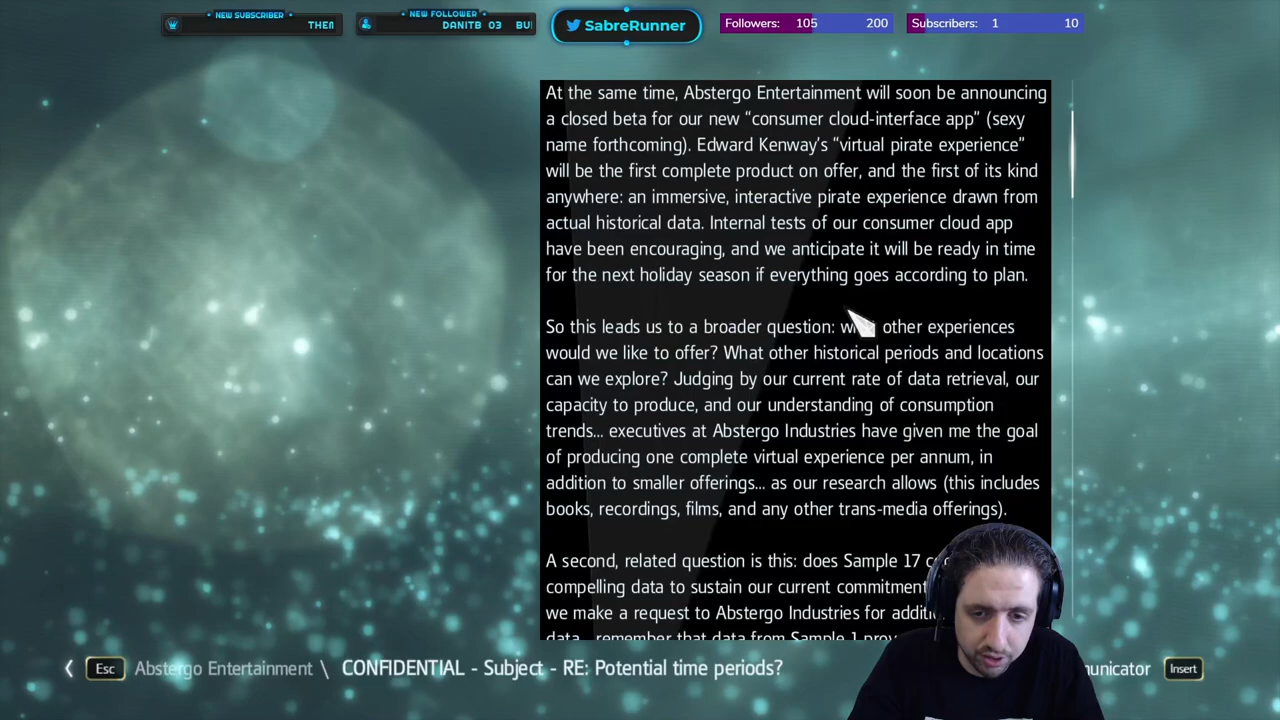 NEW SUBSCRIBER
THEM
NEW FOLLOWER
DANITB 03 BU
SabreRunner
Followers: 105 200
Subscribers: 1 10
At the same time, Abstergo Entertainment will soon be announcing
a closed beta for our new “consumer cloud-interface app” (sexy
name forthcoming). Edward Kenway’s “virtual pirate experience”
will be the first complete product on offer, and the first of its kind
anywhere: an immersive, interactive pirate experience drawn from
actual historical data. Internal tests of our consumer cloud app
have been encouraging, and we anticipate it will be ready in time
for the next holiday season if everything goes according to plan.
So this leads us to a broader question: other experiences
would we like to offer? What other historical periods and locations
can we explore? Judging by our current rate of data retrieval, our
capacity to produce, and our understanding of consumption
trends... executives at Abstergo Industries have given me the goal
of producing one complete virtual experience per annum, in
addition to smaller offerings... as our research allows (this includes
books, recordings, films, and any other trans-media offerings).
A second, related question is this: does Sample 17
compelling data to sustain our current commitment
we make a request to Abstergo Industries for
data remember that data from Sample 1
Esc Abstergo Entertainment \ CONFIDENTIAL - Subject - RE: Potential time periods?
Insert